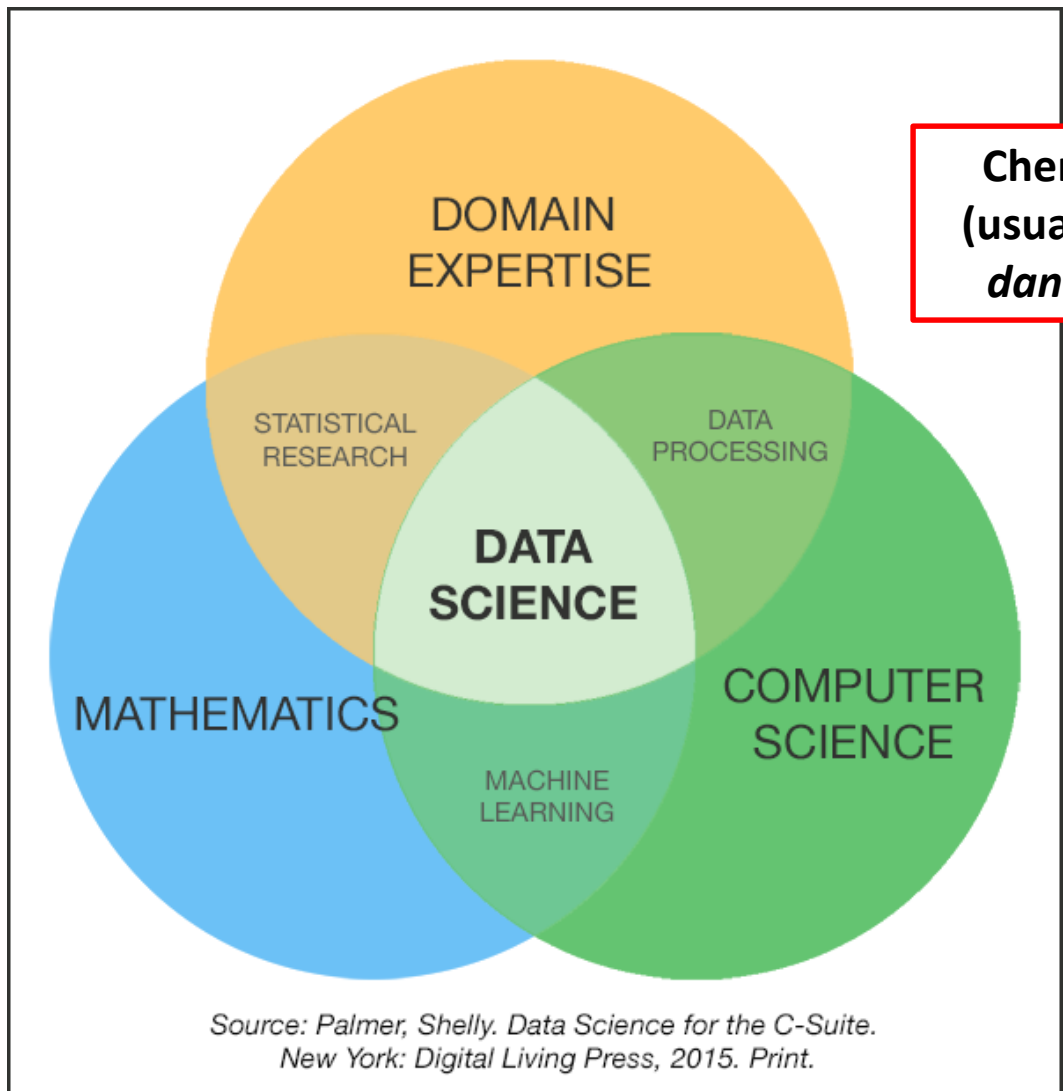 DOMAIN
EXPERTISE
(usua
STATISTICAL
RESEARCH
DATA
PROCESSING
DATA
SCIENCE
MATHEMATICS
COMPUTER
SCIENCE
MACHINE
LEARNING
Source: Palmer, Shelly. Data Science for the C-Suite.
New York: Digital Living Press, 2015. Print.